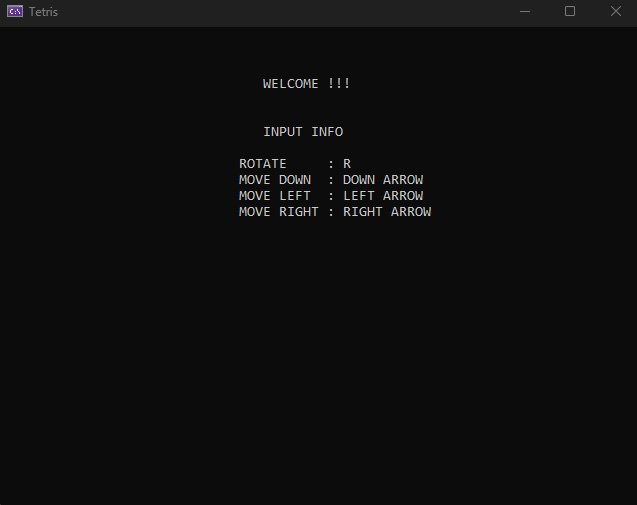 Tetris
WELCOME !!!
INPUT INFO
ROTATE     : R
MOVE DOWN  : DOWN ARROW
MOVE LEFT  : LEFT ARROW
MOVE RIGHT : RIGHT ARROW